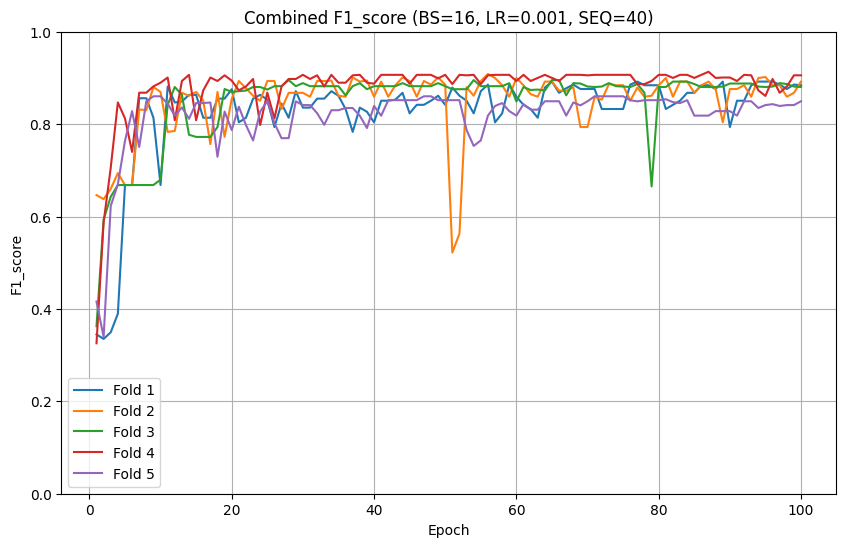 Combined F1_score (BS=16, LR=0.001, SEQ=40)
1.0
0.8
0.6
0.4
0.2
0.0
F1_score
Fold 1
Fold 2
Fold 3
Fold 4
Fold 5
0 20 40 60 80 100
Epoch